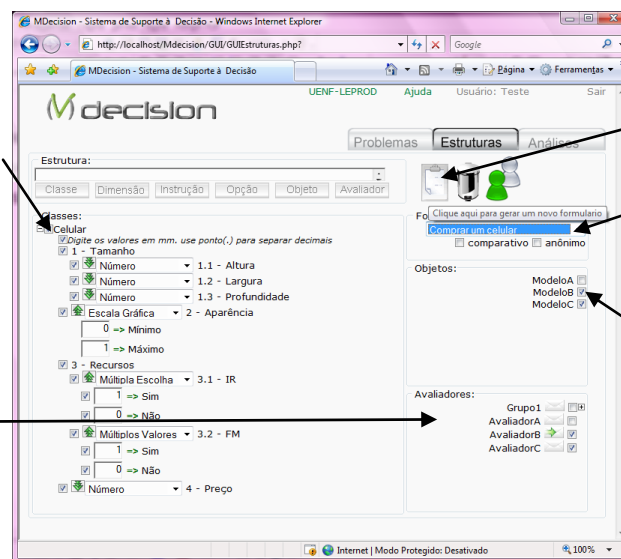 MDecision - Sistema de Suporte à Decisão - Windows Internet Explorer
http://localhost/Mdecision/GUI/GUIEstruturas.php?
Google
MDecision - Sistema de Suporte à Decisão
Página
Ferramentas
UENF-LEPROD Ajuda Usuário: Teste Sair
M decision
Problemas Estruturas Análises
Estrutura:
Classe Dimensão Instrução Opção Objeto Avaliador
Clique aqui para gerar um novo formulario
Classes:
Fo
Celular
Comprar um celular
Digite os valores em mm. use ponto(.) para separar decimais
comparativo anônimo
1 - Tamanho
Número 1.1 - Altura
Número 1.2 - Largura
Número 1.3 - Profundidade
Escala Gráfica 2 - Aparência
0 => Mínimo
1 => Máximo
3 - Recursos
Múltipla Escolha 3.1 - IR
1 => Sim
0 => Não
Múltiplos Valores 3.2 - FM
1 => Sim
0 => Não
Número 4 - Preço
Objetos:
ModeloA
ModeloB
ModeloC
Avaliadores:
Grupo1
AvaliadorA
AvaliadorB
AvaliadorC
Internet | Modo Protegido: Desativado
100%